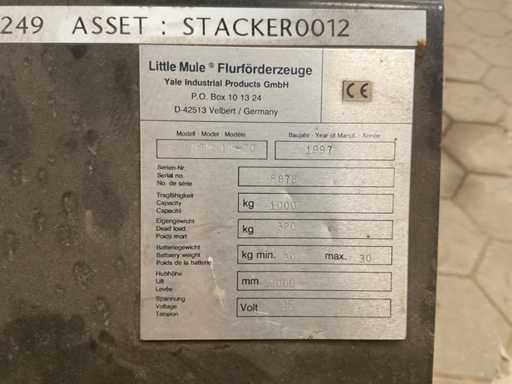 249 ASSET : STACKER0012
Little Mule ® Flurförderzeuge
Yale Industrial Products GmbH
P.O. Box 10 13 24
D-42513 Velbert / Germany
Modell · Model · Modèle
Baujahr · Year of Manuf. · Année
1997
Serien-Nr.
Serial no.
No. de série
8878
Tragfähigkeit
Capacity
Capacité
kg 1000
Eigengewicht
Dead load
Poids mort
kg 320
Batteriegewicht
Battery weight
Poids de la batterie
kg min. max. 30
Hubhöhe
Lift
Levée
mm
Spannung
Voltage
Tension
Volt
CE